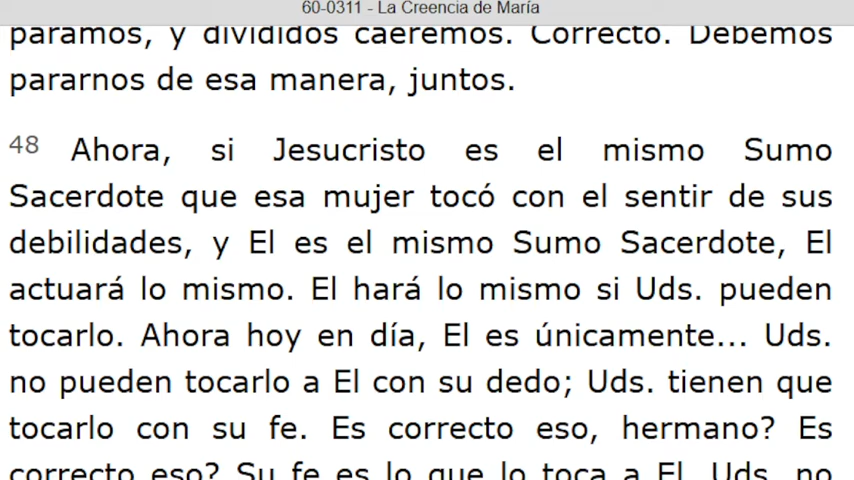 60-0311 - La Creencia de María
paramos, y divididos caeremos. Correcto. Debemos
pararnos de esa manera, juntos.
48 Ahora, si Jesucristo es el mismo Sumo
Sacerdote que esa mujer tocó con el sentir de sus
debilidades, y El es el mismo Sumo Sacerdote, El
actuará lo mismo. El hará lo mismo si Uds. pueden
tocarlo. Ahora hoy en día, El es únicamente... Uds.
no pueden tocarlo a El con su dedo; Uds. tienen que
tocarlo con su fe. Es correcto eso, hermano? Es
correcto eso? Su fe es lo que lo toca a El. Uds. no